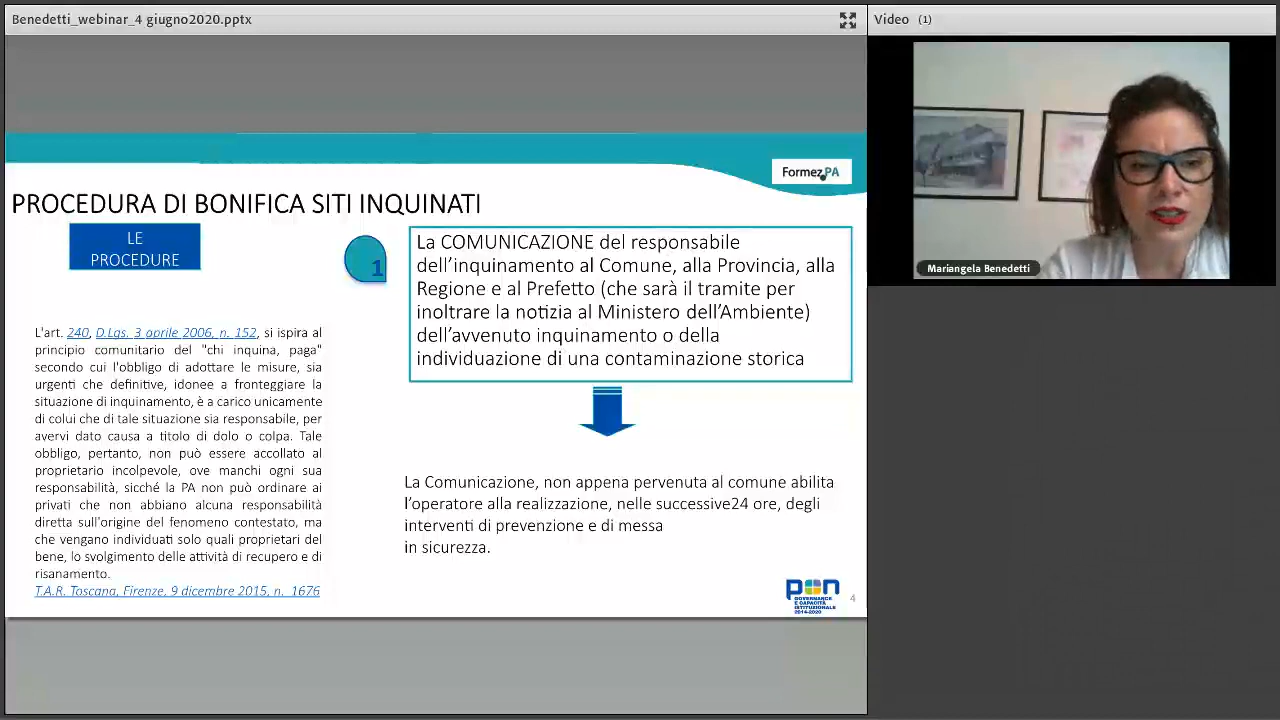 Benedetti_webinar_4 giugno2020.pptx
Video (1)
FormezPA
PROCEDURA DI BONIFICA SITI INQUINATI
LE
PROCEDURE
1
La COMUNICAZIONE del responsabile
dell'inquinamento al Comune, alla Provincia, alla
Regione e al Prefetto (che sarà il tramite per
inoltrare la notizia al Ministero dell'Ambiente)
dell'avvenuto inquinamento o della
individuazione di una contaminazione storica
L'art. 240, D.Lgs. 3 aprile 2006, n. 152, si ispira al
principio comunitario del "chi inquina, paga"
secondo cui l'obbligo di adottare le misure, sia
urgenti che definitive, idonee a fronteggiare la
situazione di inquinamento, è a carico unicamente
di colui che di tale situazione sia responsabile, per
avervi dato causa a titolo di dolo o colpa. Tale
obbligo, pertanto, non può essere accollato al
proprietario incolpevole, ove manchi ogni sua
responsabilità, sicché la PA non può ordinare ai
privati che non abbiano alcuna responsabilità
diretta sull'origine del fenomeno contestato, ma
che vengano individuati solo quali proprietari del
bene, lo svolgimento delle attività di recupero e di
risanamento.
T.A.R. Toscana, Firenze, 9 dicembre 2015, n. 1676
La Comunicazione, non appena pervenuta al comune abilita
l'operatore alla realizzazione, nelle successive24 ore, degli
interventi di prevenzione e di messa
in sicurezza.
pon
GOVERNANCE
E CAPACITÀ
ISTITUZIONALE
2014-2020
4
Mariangela Benedetti